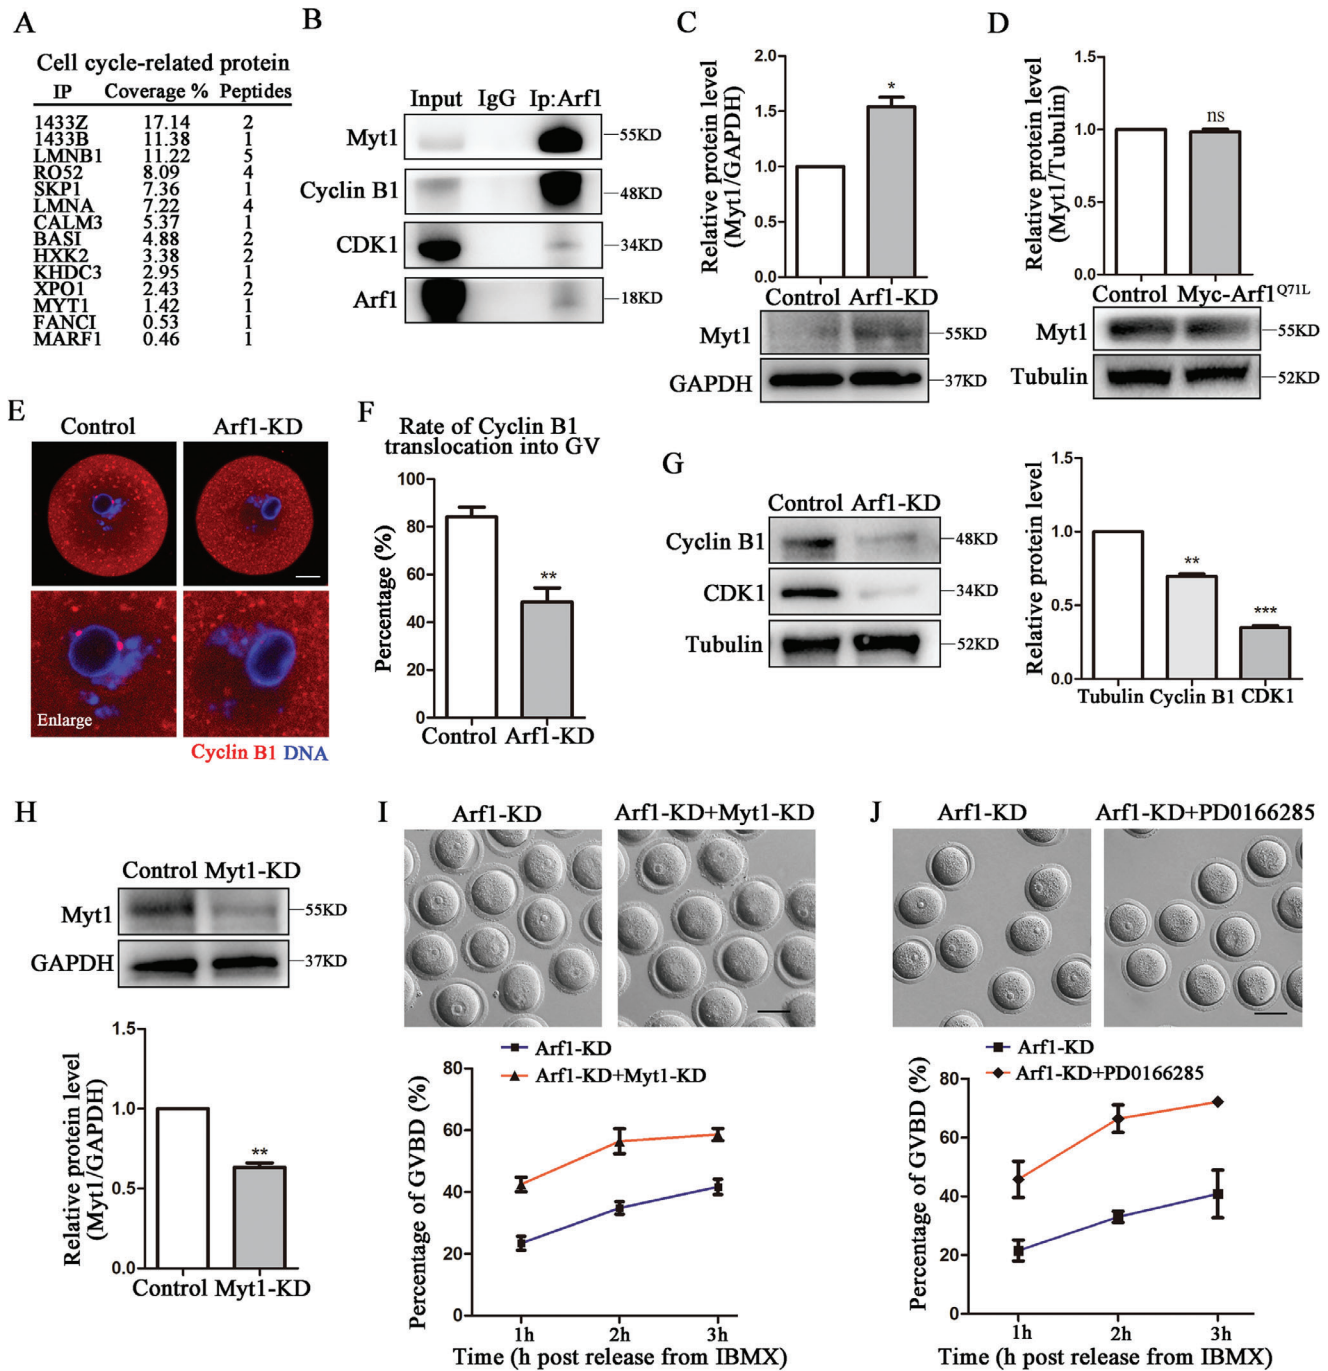 A
Cell cycle-related protein
IP Coverage % Peptides
1433Z 17.14 2
1433B 11.38 1
LMNB1 11.22 5
RO52 8.09 4
SKP1 7.36 1
LMNA 7.22 4
CALM3 5.37 1
BASI 4.88 2
HXK2 3.38 2
KHDC3 2.95 1
XPO1 2.43 2
MYT1 1.42 1
FANCI 0.53 1
MARF1 0.46 1
B
Input IgG Ip:Arf1
Myt1 55KD
Cyclin B1 48KD
CDK1 34KD
Arf1 18KD
C
Relative protein level
(Myt1/GAPDH)
2.0
1.5
1.0
0.5
0.0
*
Control Arf1-KD
Myt1 55KD
GAPDH 37KD
D
Relative protein level
(Myt1/Tubulin)
1.5
1.0
0.5
0.0
ns
Control Myc-Arf1Q71L
Myt1 55KD
Tubulin 52KD
E
Control Arf1-KD
Enlarge
Cyclin B1 DNA
F
Rate of Cyclin B1
translocation into GV
Percentage (%)
100
80
60
40
20
0
**
Control Arf1-KD
G
Control Arf1-KD
Cyclin B1 48KD
CDK1 34KD
Tubulin 52KD
Relative protein level
1.5
1.0
0.5
0.0
**
***
Tubulin Cyclin B1 CDK1
H
Control Myt1-KD
Myt1 55KD
GAPDH 37KD
Relative protein level
(Myt1/GAPDH)
1.5
1.0
0.5
0.0
**
Control Myt1-KD
I
Arf1-KD Arf1-KD+Myt1-KD
Arf1-KD
Arf1-KD+Myt1-KD
Percentage of GVBD (%)
80
60
40
20
0
1h 2h 3h
Time (h post release from IBMX)
J
Arf1-KD Arf1-KD+PD0166285
Arf1-KD
Arf1-KD+PD0166285
Percentage of GVBD (%)
80
60
40
20
0
1h 2h 3h
Time (h post release from IBMX)